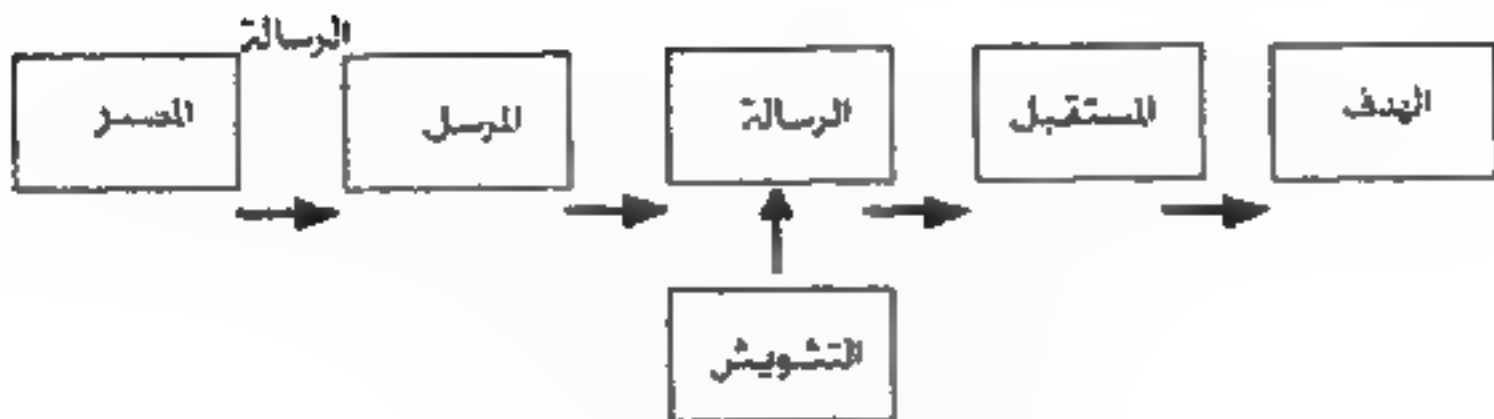 الرسالة
المصدر
المرسل
الرسالة
المستقبل
الهدف
التشويش